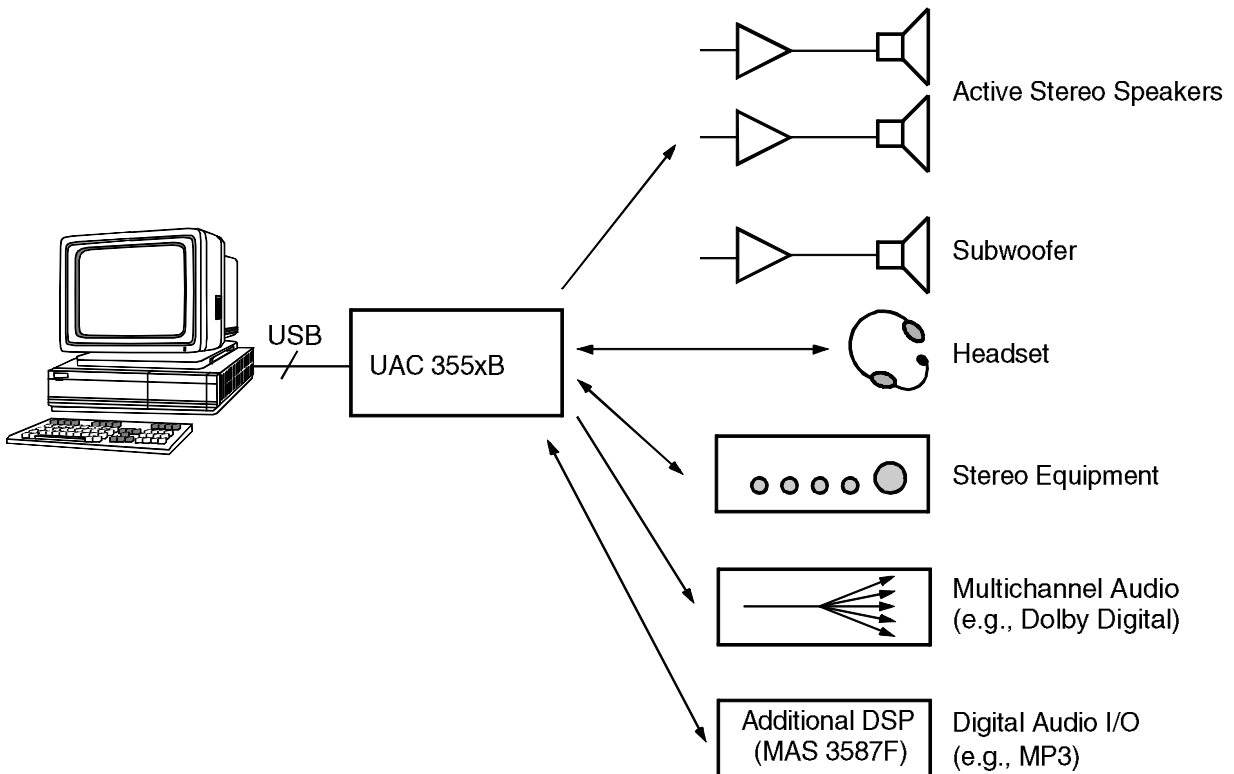 Active Stereo Speakers
Subwoofer
USB
UAC 355xB
Headset
Stereo Equipment
Multichannel Audio
(e.g., Dolby Digital)
Additional DSP
(MAS 3587F)
Digital Audio I/O
(e.g., MP3)